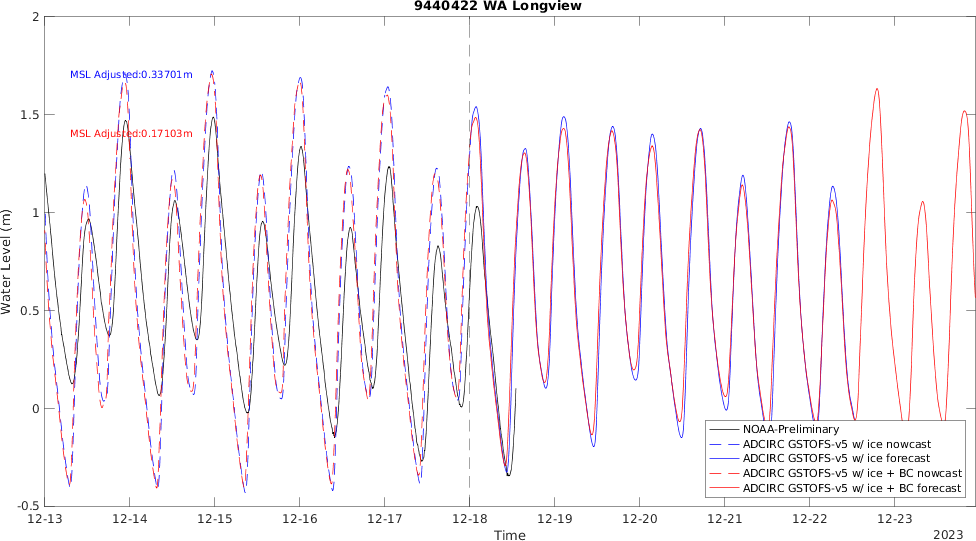 9440422 WA Longview
2
1.5
1
0.5
0
-0.5
Water Level (m)
MSL Adjusted:0.33701m
MSL Adjusted:0.17103m
NOAA-Preliminary
ADCIRC GSTOFS-v5 w/ ice nowcast
ADCIRC GSTOFS-v5 w/ ice forecast
ADCIRC GSTOFS-v5 w/ ice + BC nowcast
ADCIRC GSTOFS-v5 w/ ice + BC forecast
12-13 12-14 12-15 12-16 12-17 12-18 12-19 12-20 12-21 12-22 12-23
Time
2023